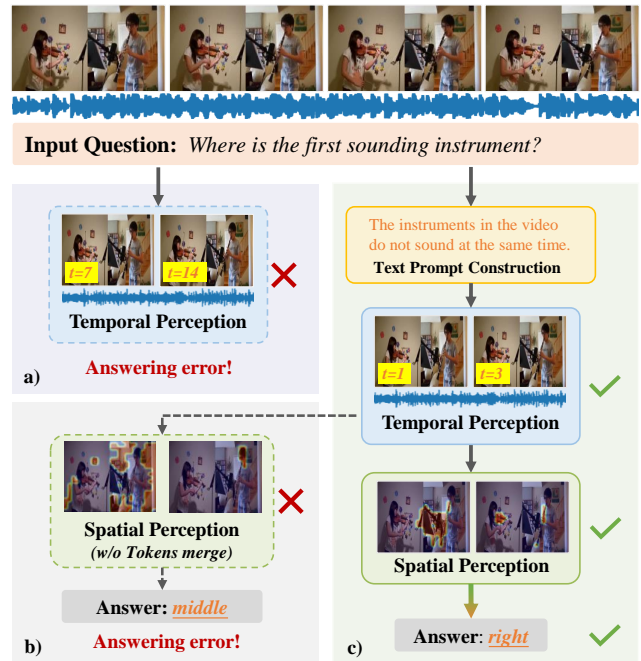 Input Question: Where is the first sounding instrument?
t=7
t=14
Temporal Perception
a)
Answering error!
Spatial Perception
(w/o Tokens merge)
Answer: middle
b)
Answering error!
The instruments in the video
do not sound at the same time.
Text Prompt Construction
t=1
t=3
Temporal Perception
Spatial Perception
c)
Answer: right